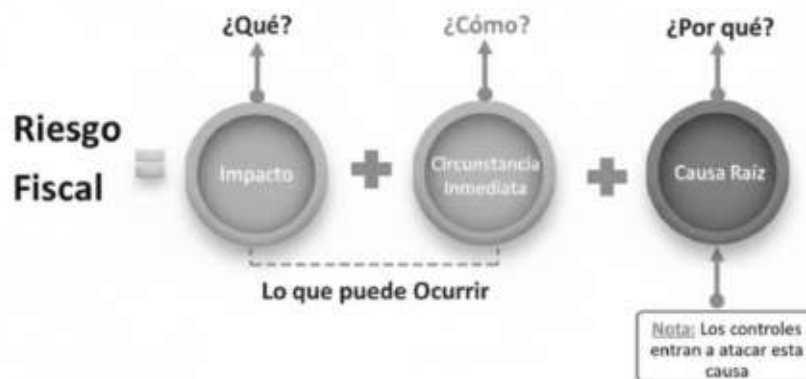 ¿Qué?
¿Cómo?
¿Por qué?
Riesgo
Fiscal
=
Impacto
+
Circunstancia
Inmediata
+
Causa Raíz
Lo que puede Ocurrir
Nota: Los controles
entran a atacar esta
causa